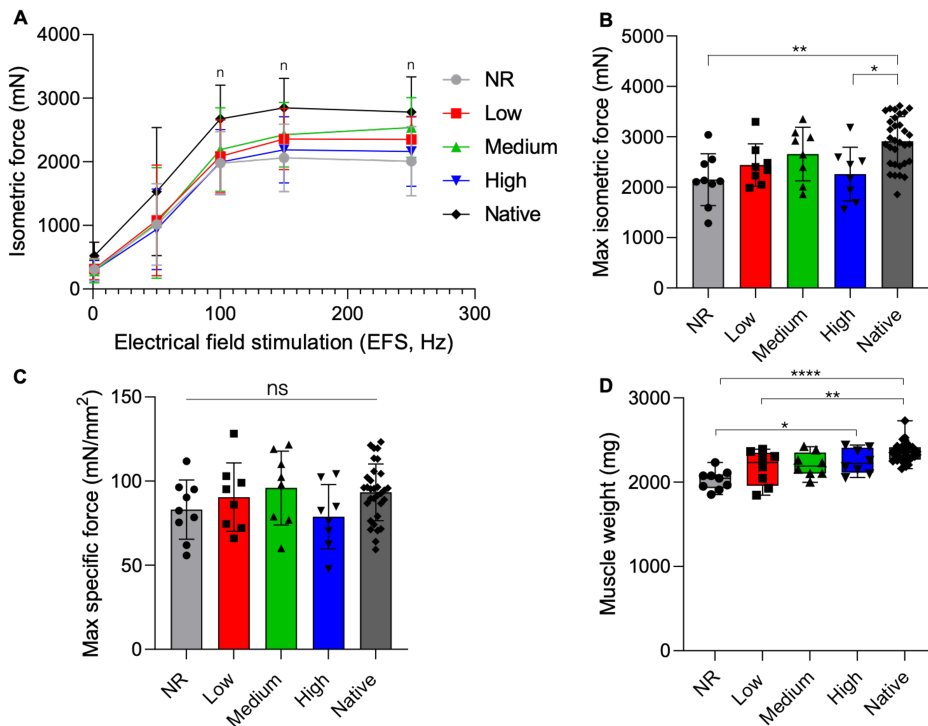 A
Isometric force (mN)
4000
3000
2000
1000
0
n
n
n
0
100
200
300
Electrical field stimulation (EFS, Hz)
NR
Low
Medium
High
Native
B
Max isometric force (mN)
5000
4000
3000
2000
1000
0
**
*
NR
Low
Medium
High
Native
C
Max specific force (mN/mm²)
150
100
50
0
ns
NR
Low
Medium
High
Native
D
Muscle weight (mg)
3000
2000
1000
0
****
**
*
NR
Low
Medium
High
Native